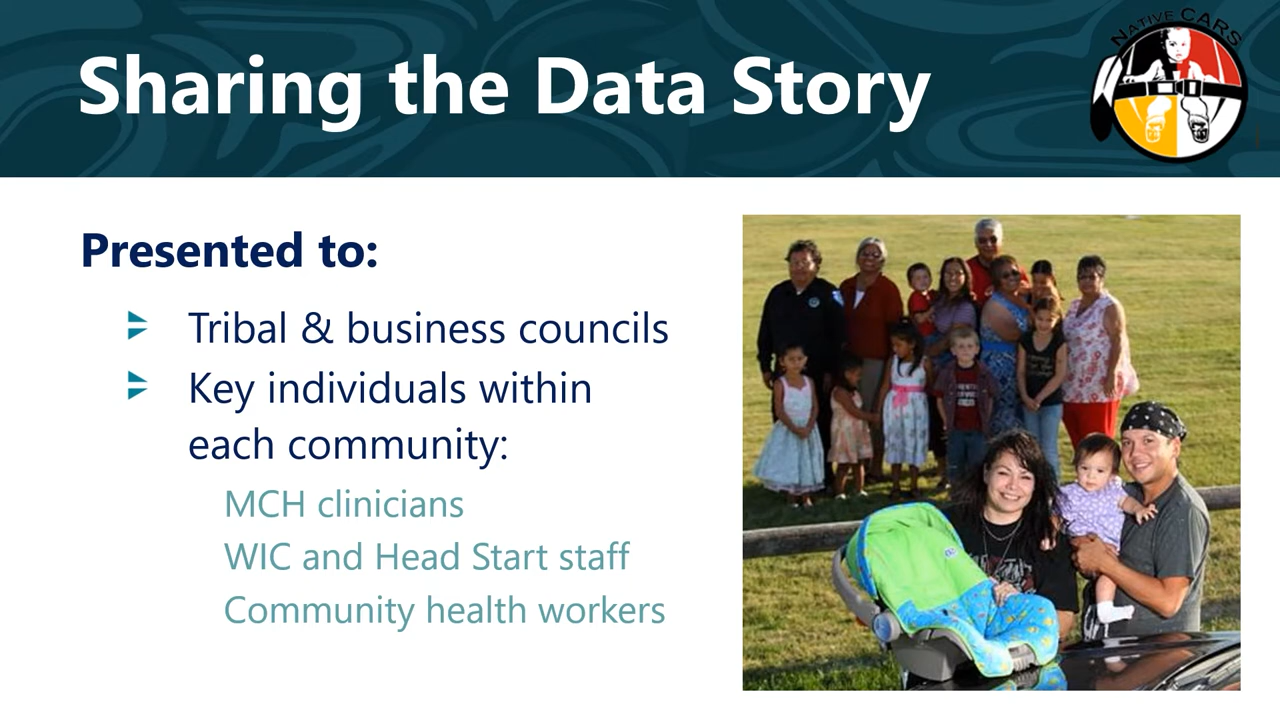 Sharing the Data Story
NATIVE CARS
Presented to:
Tribal & business councils
Key individuals within
each community:
MCH clinicians
WIC and Head Start staff
Community health workers